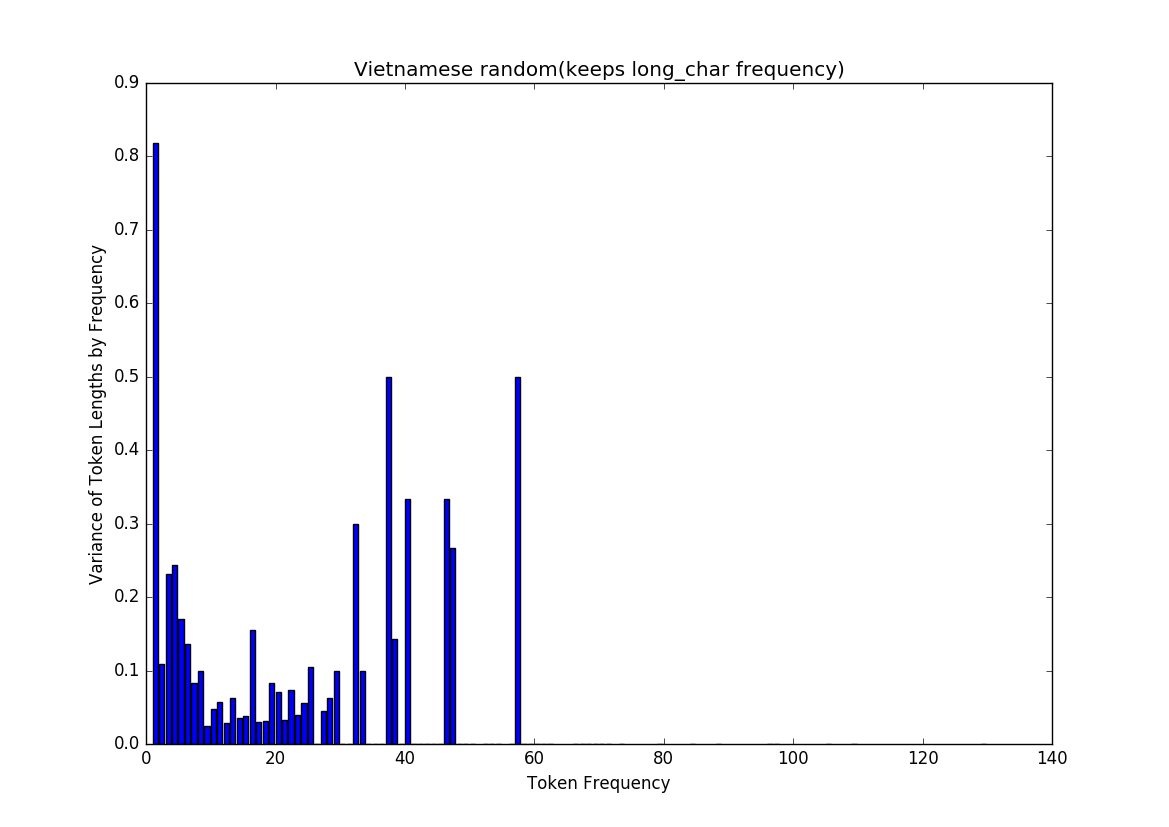 Vietnamese random(keeps long_char frequency)
0.9
0.8
0.7
0.6
0.5
0.4
0.3
0.2
0.1
0.0
Variance of Token Lengths by Frequency
0 20 40 60 80 100 120 140
Token Frequency